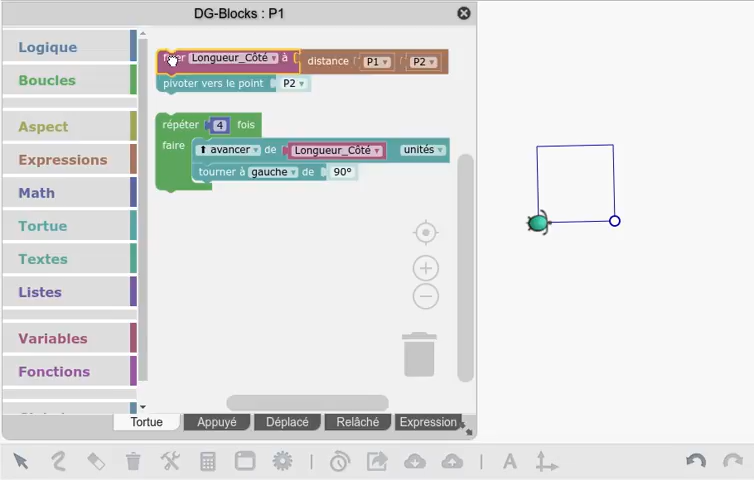 DG-Blocks : P1
Logique
Boucles
Aspect
Expressions
Math
Tortue
Textes
Listes
Variables
Fonctions
Longueur_Côté à distance P1 P2
pivoter vers le point P2
répéter 4 fois
faire avancer de Longueur_Côté unités
tourner à gauche de 90°
Tortue Appuyé Déplacé Relâché Expression
A